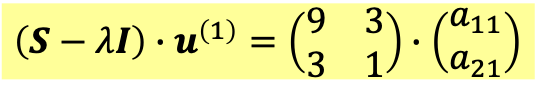 (S − λI) · u⁽¹⁾ = (9 3 3 1) · (a₁₁ a₂₁)